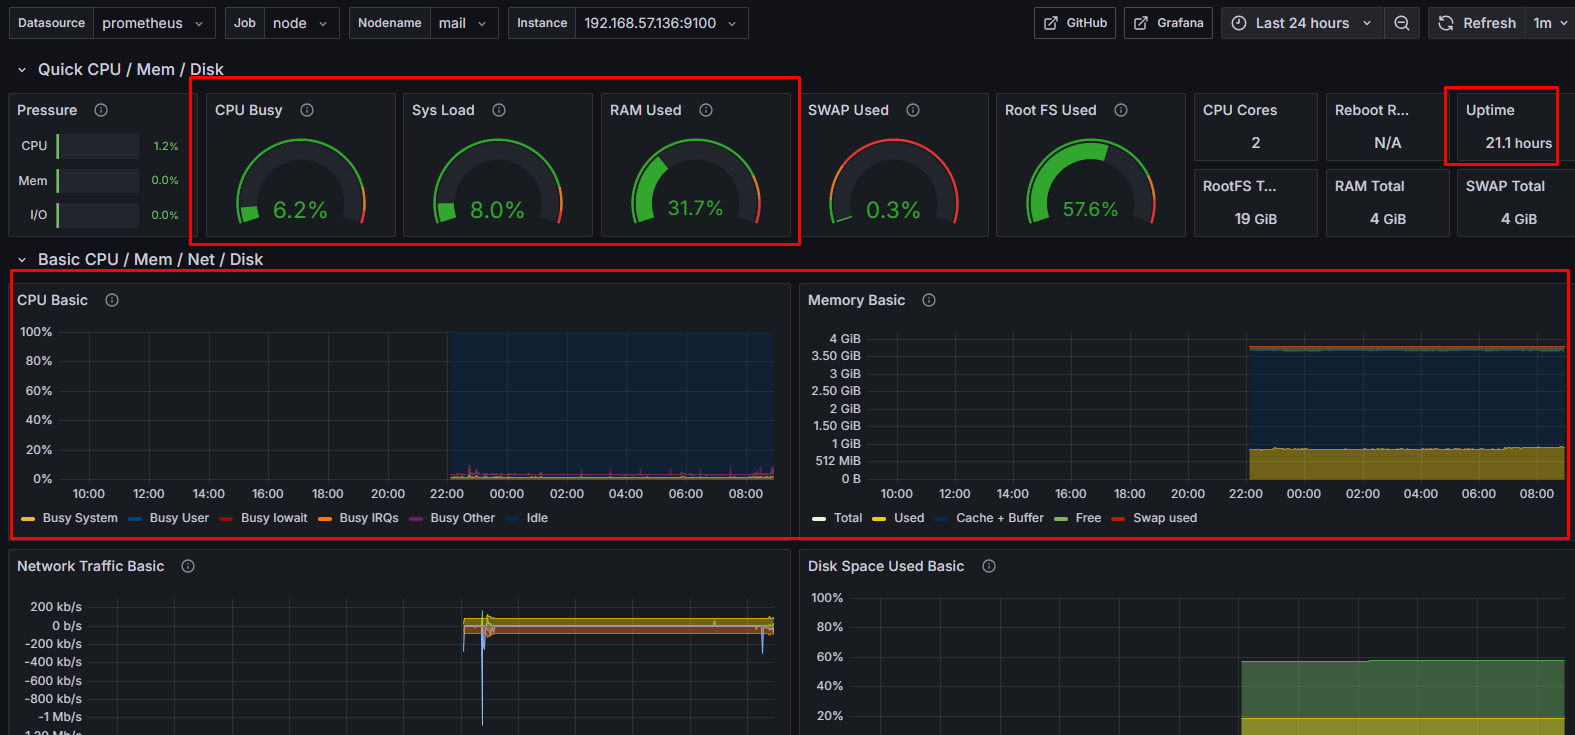 Datasource prometheus Job node Nodename mail Instance 192.168.57.136:9100 GitHub Grafana Last 24 hours Refresh 1m
Quick CPU / Mem / Disk
Pressure
CPU 1.2%
Mem 0.0%
I/O 0.0%
CPU Busy
6.2%
Sys Load
8.0%
RAM Used
31.7%
SWAP Used
0.3%
Root FS Used
57.6%
CPU Cores
2
Reboot R...
N/A
Uptime
21.1 hours
RootFS T...
19 GiB
RAM Total
4 GiB
SWAP Total
4 GiB
Basic CPU / Mem / Net / Disk
CPU Basic
100%
80%
60%
40%
20%
0%
10:00 12:00 14:00 16:00 18:00 20:00 22:00 00:00 02:00 04:00 06:00 08:00
Busy System Busy User Busy Iowait Busy IRQs Busy Other Idle
Memory Basic
4 GiB
3.50 GiB
3 GiB
2.50 GiB
2 GiB
1.50 GiB
1 GiB
512 MiB
0 B
10:00 12:00 14:00 16:00 18:00 20:00 22:00 00:00 02:00 04:00 06:00 08:00
Total Used Cache + Buffer Free Swap used
Network Traffic Basic
200 kb/s
0 b/s
-200 kb/s
-400 kb/s
-600 kb/s
-800 kb/s
-1 Mb/s
Disk Space Used Basic
100%
80%
60%
40%
20%